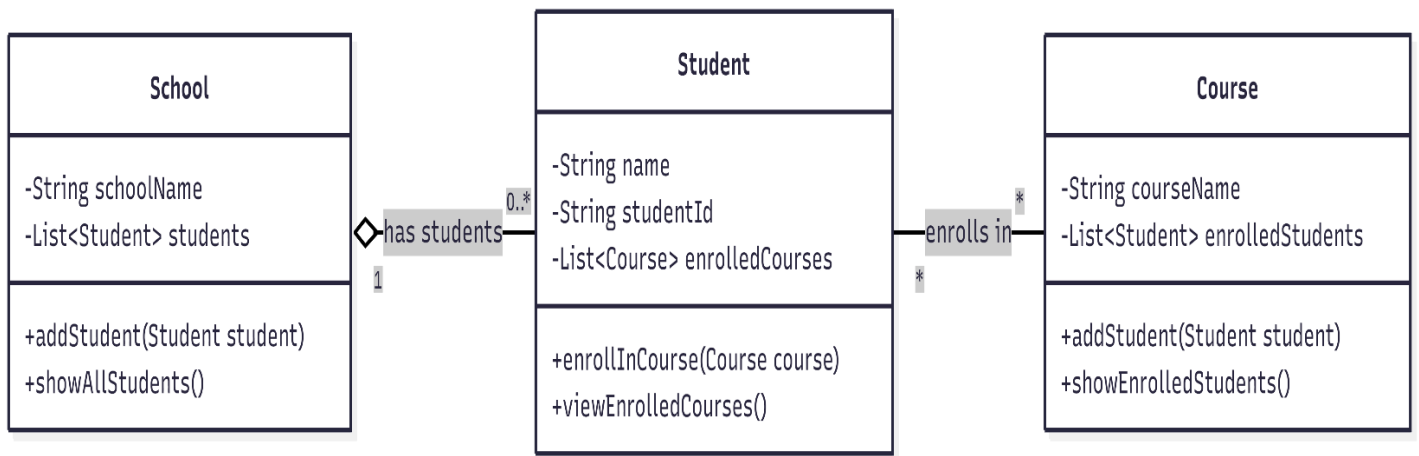 School
-String schoolName
-List<Student> students
+addStudent(Student student)
+showAllStudents()
has students
1
0..*
Student
-String name
-String studentId
-List<Course> enrolledCourses
+enrollInCourse(Course course)
+viewEnrolledCourses()
enrolls in
*
*
Course
-String courseName
-List<Student> enrolledStudents
+addStudent(Student student)
+showEnrolledStudents()